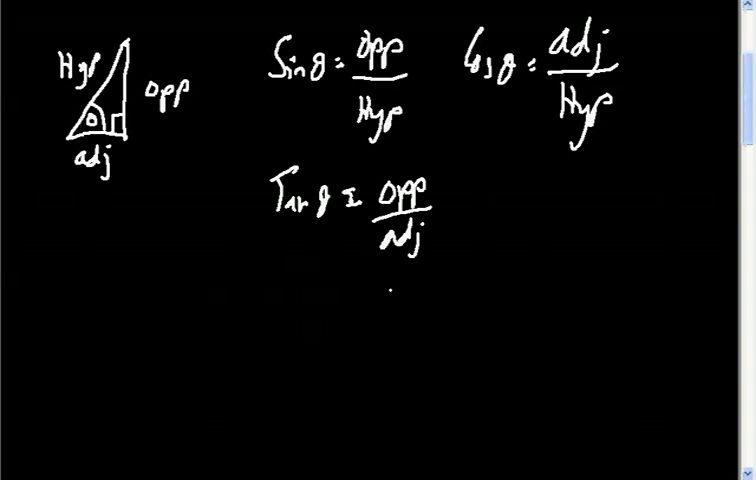 Hyp
opp
θ
adj
Sin θ = opp / Hyp
Cos θ = adj / Hyp
Tan θ = opp / adj